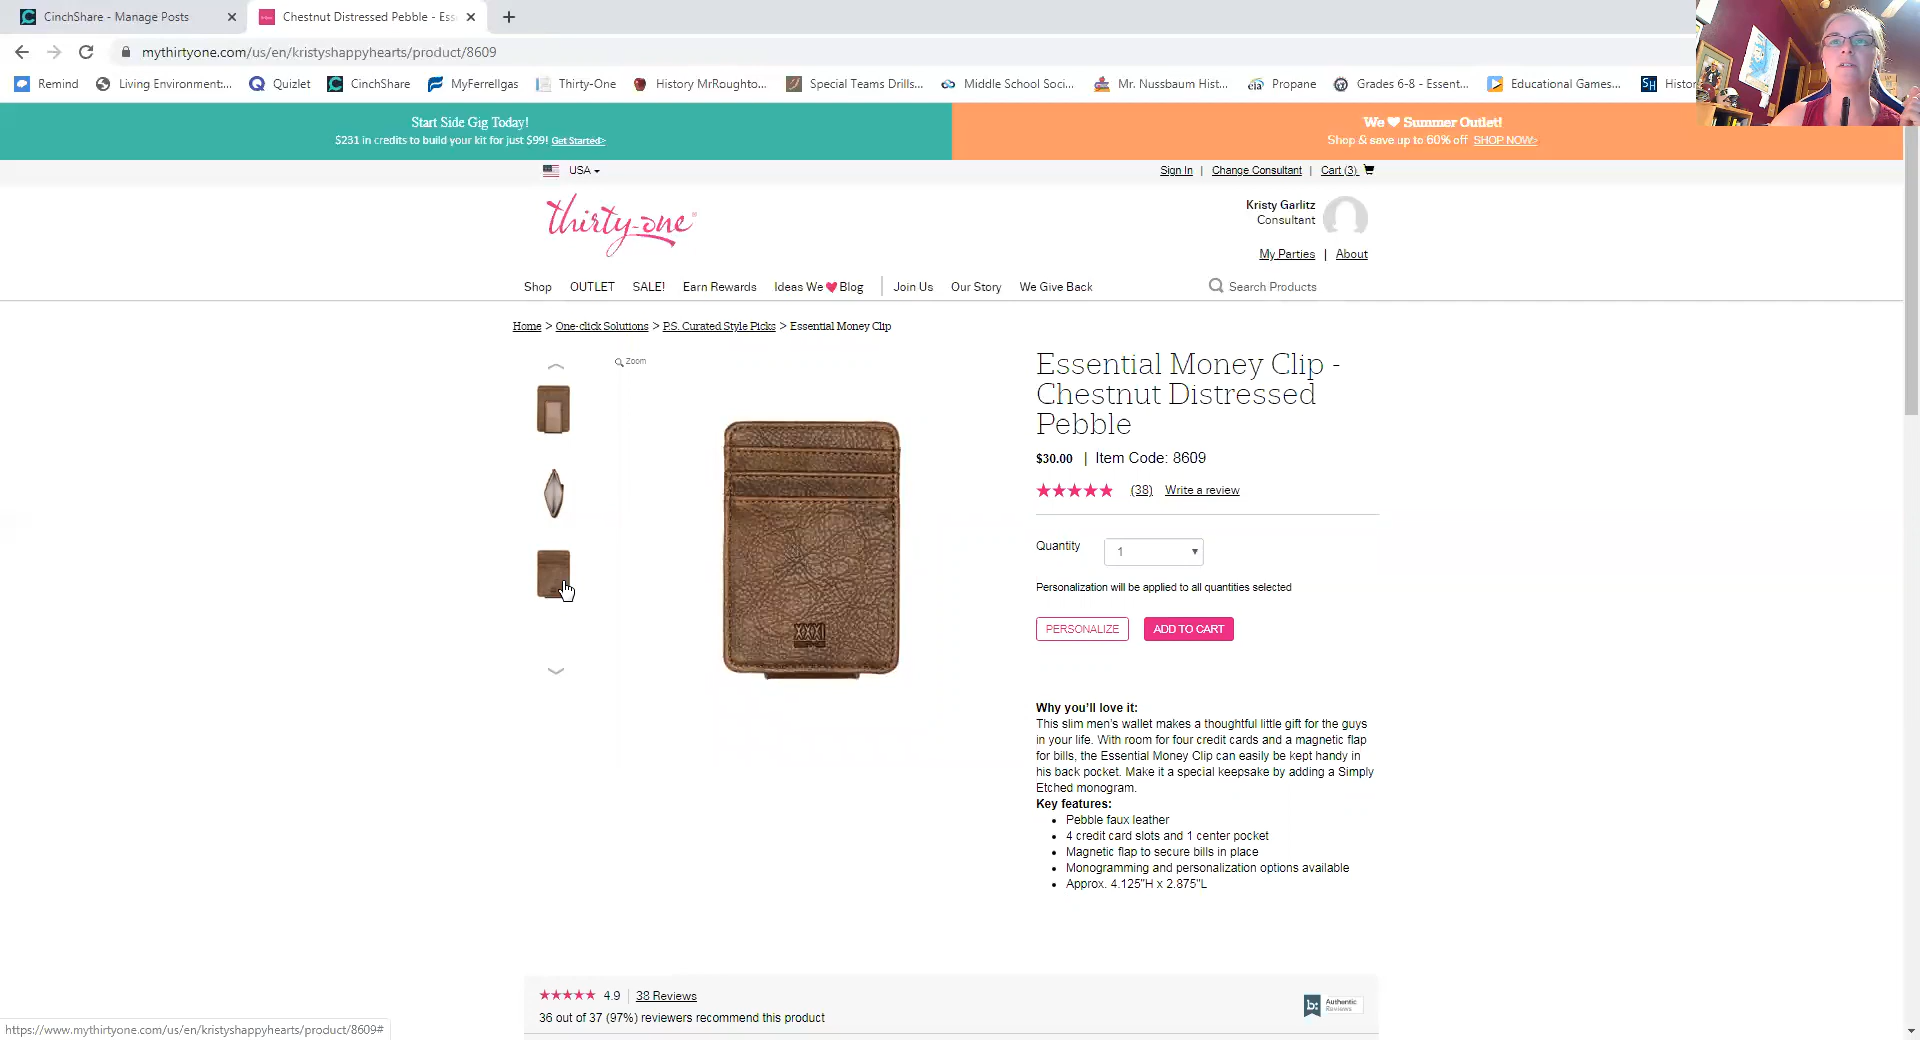 CinchShare - Manage Posts
Chestnut Distressed Pebble - Ess
mythirtyone.com/us/en/kristyshappyhearts/product/8609
Remind
Living Environment:...
Quizlet
CinchShare
MyFerrellgas
Thirty-One
History MrRoughto...
Special Teams Drills...
Middle School Soci...
Mr. Nussbaum Hist...
eia Propane
Grades 6-8 - Essent...
Educational Games...
SH Histor
Start Side Gig Today!
$231 in credits to build your kit for just $99! Get Started>
We ❤ Summer Outlet!
Shop & save up to 60% off SHOP NOW>
USA
Sign In | Change Consultant | Cart (3)
thirty-one
Kristy Garlitz
Consultant
My Parties | About
Shop OUTLET SALE! Earn Rewards Ideas We ❤ Blog Join Us Our Story We Give Back Search Products
Home > One-click Solutions > P.S. Curated Style Picks > Essential Money Clip
Zoom
Essential Money Clip -
Chestnut Distressed
Pebble
$30.00 | Item Code: 8609
★★★★★ (38) Write a review
Quantity 1
Personalization will be applied to all quantities selected
PERSONALIZE ADD TO CART
XXXI
Why you'll love it:
This slim men's wallet makes a thoughtful little gift for the guys
in your life. With room for four credit cards and a magnetic flap
for bills, the Essential Money Clip can easily be kept handy in
his back pocket. Make it a special keepsake by adding a Simply
Etched monogram.
Key features:
• Pebble faux leather
• 4 credit card slots and 1 center pocket
• Magnetic flap to secure bills in place
• Monogramming and personalization options available
• Approx. 4.125"H x 2.875"L
★★★★★ 4.9 | 38 Reviews
b: Authentic
Reviews
36 out of 37 (97%) reviewers recommend this product
https://www.mythirtyone.com/us/en/kristyshappyhearts/product/8609#